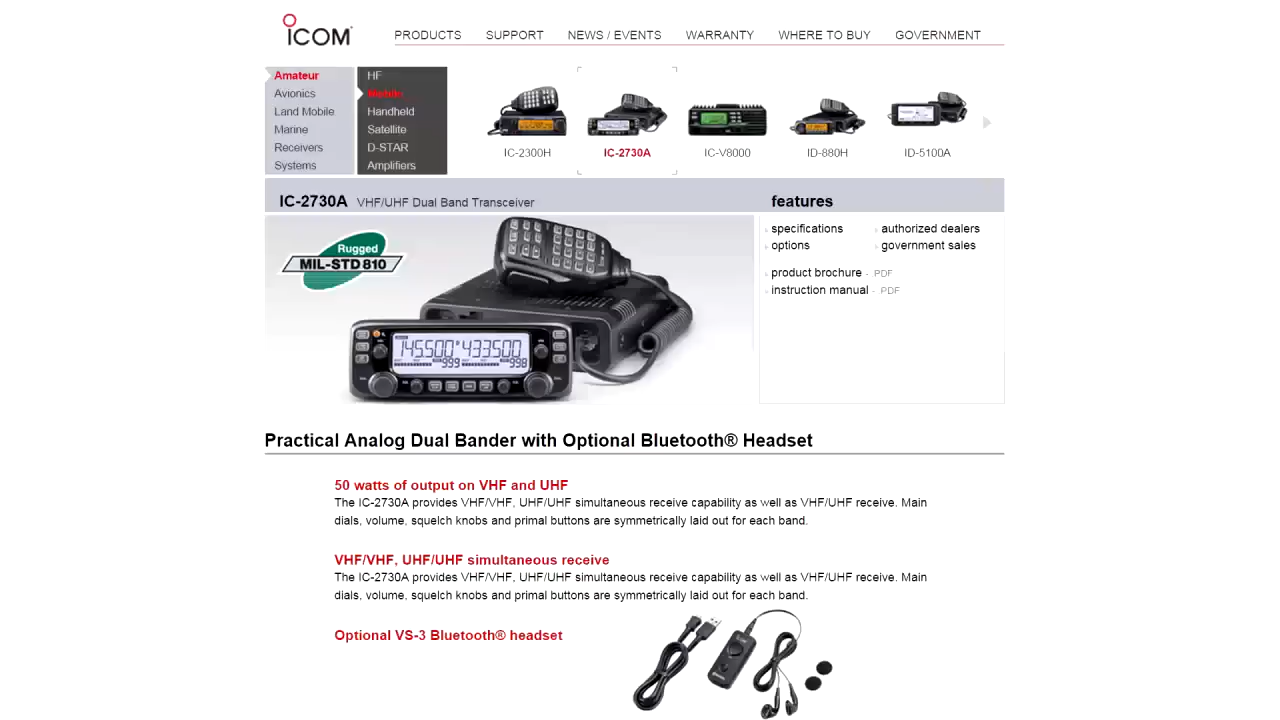 ICOM
PRODUCTS SUPPORT NEWS / EVENTS WARRANTY WHERE TO BUY GOVERNMENT
Amateur
Avionics
Land Mobile
Marine
Receivers
Systems
HF
Mobile
Handheld
Satellite
D-STAR
Amplifiers
IC-2300H IC-2730A IC-V8000 ID-880H ID-5100A
IC-2730A VHF/UHF Dual Band Transceiver
features
Rugged
MIL-STD 810
145.500 433.500
999 998
specifications authorized dealers
options government sales
product brochure - .PDF
instruction manual - .PDF
Practical Analog Dual Bander with Optional Bluetooth® Headset
50 watts of output on VHF and UHF
The IC-2730A provides VHF/VHF, UHF/UHF simultaneous receive capability as well as VHF/UHF receive. Main
dials, volume, squelch knobs and primal buttons are symmetrically laid out for each band.
VHF/VHF, UHF/UHF simultaneous receive
The IC-2730A provides VHF/VHF, UHF/UHF simultaneous receive capability as well as VHF/UHF receive. Main
dials, volume, squelch knobs and primal buttons are symmetrically laid out for each band.
Optional VS-3 Bluetooth® headset